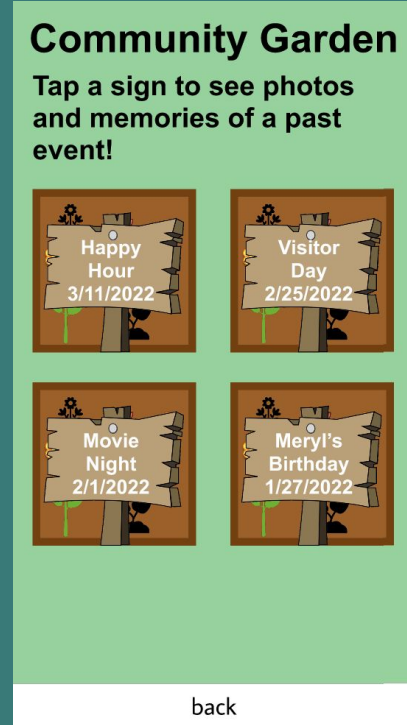 Community Garden
Tap a sign to see photos
and memories of a past
event!
Happy
Hour
3/11/2022
Visitor
Day
2/25/2022
Movie
Night
2/1/2022
Meryl’s
Birthday
1/27/2022
back